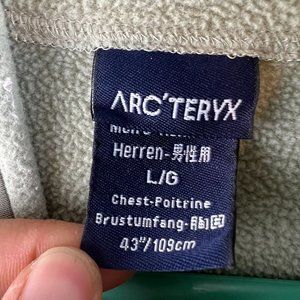 ARC'TERYX
Herren-男性用
L/G
Chest-Poitrine
Brustumfang-胸囲
43"/109cm